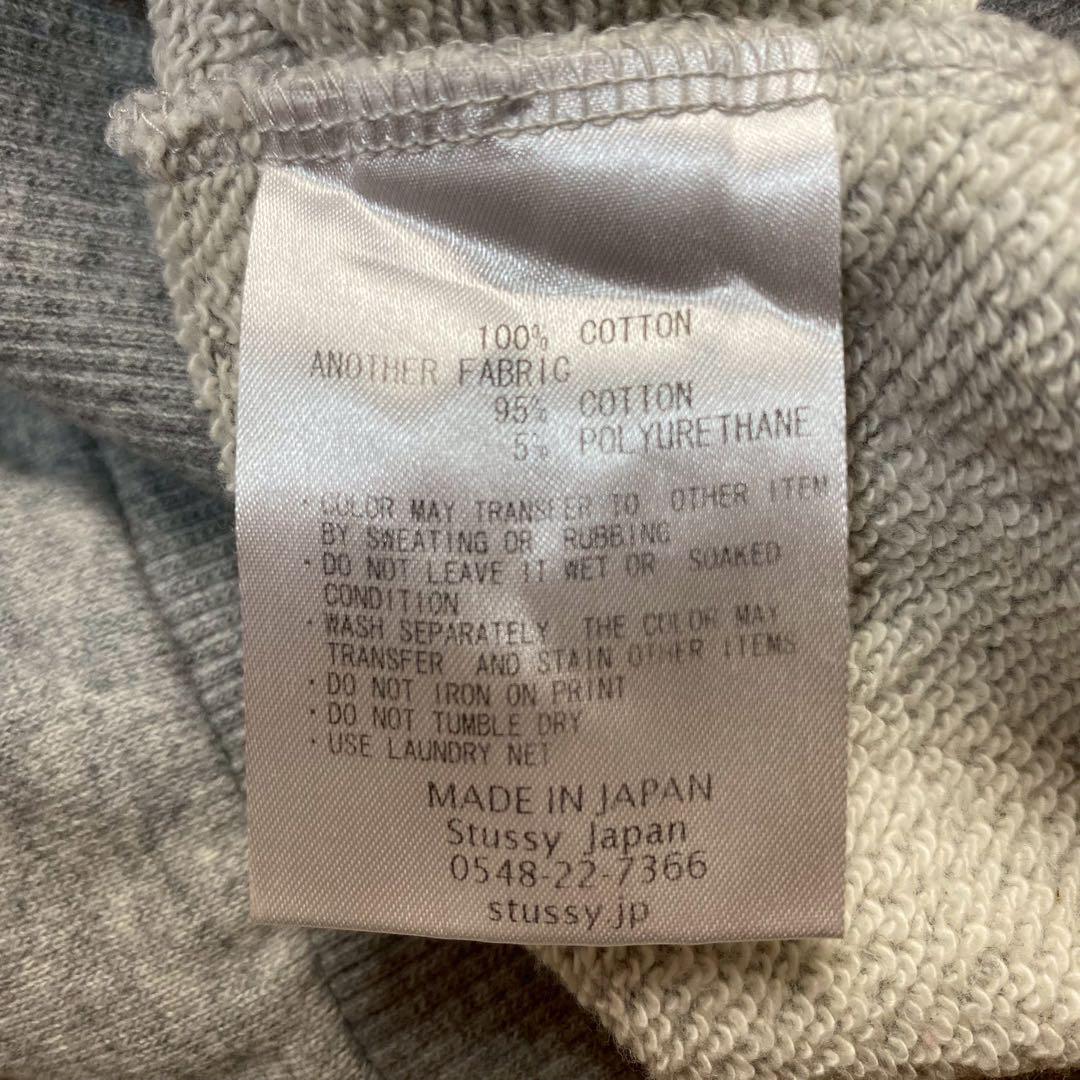 100% COTTON
ANOTHER FABRIC
95% COTTON
5% POLYURETHANE
・COLOR MAY TRANSFER TO OTHER ITEM
BY SWEATING OR RUBBING
・DO NOT LEAVE IT WET OR SOAKED
CONDITION
・WASH SEPARATELY THE COLOR MAY
TRANSFER AND STAIN OTHER ITEMS
・DO NOT IRON ON PRINT
・DO NOT TUMBLE DRY
・USE LAUNDRY NET
MADE IN JAPAN
Stussy Japan
0548-22-7366
stussy.jp